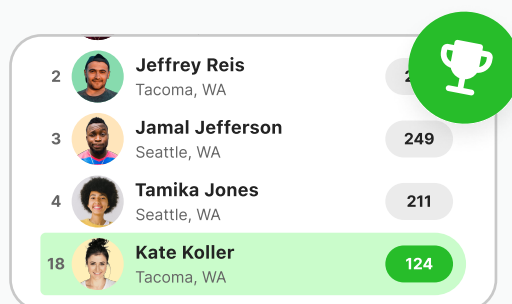 2
Jeffrey Reis
Tacoma, WA
3
Jamal Jefferson
Seattle, WA
249
4
Tamika Jones
Seattle, WA
211
18
Kate Koller
Tacoma, WA
124